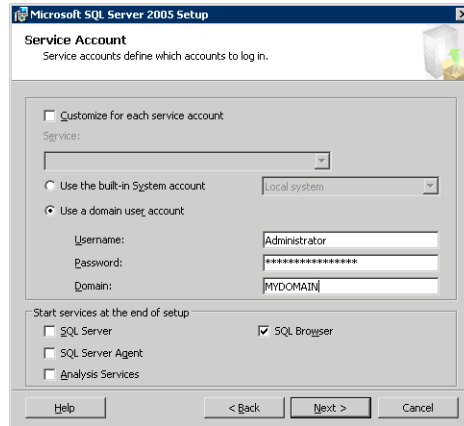 Microsoft SQL Server 2005 Setup
Service Account
Service accounts define which accounts to log in.
Customize for each service account
Service:
Use the built-in System account
Local system
Use a domain user account
Username:
Administrator
Password:
****************
Domain:
MYDOMAIN
Start services at the end of setup
SQL Server
SQL Browser
SQL Server Agent
Analysis Services
Help
< Back
Next >
Cancel